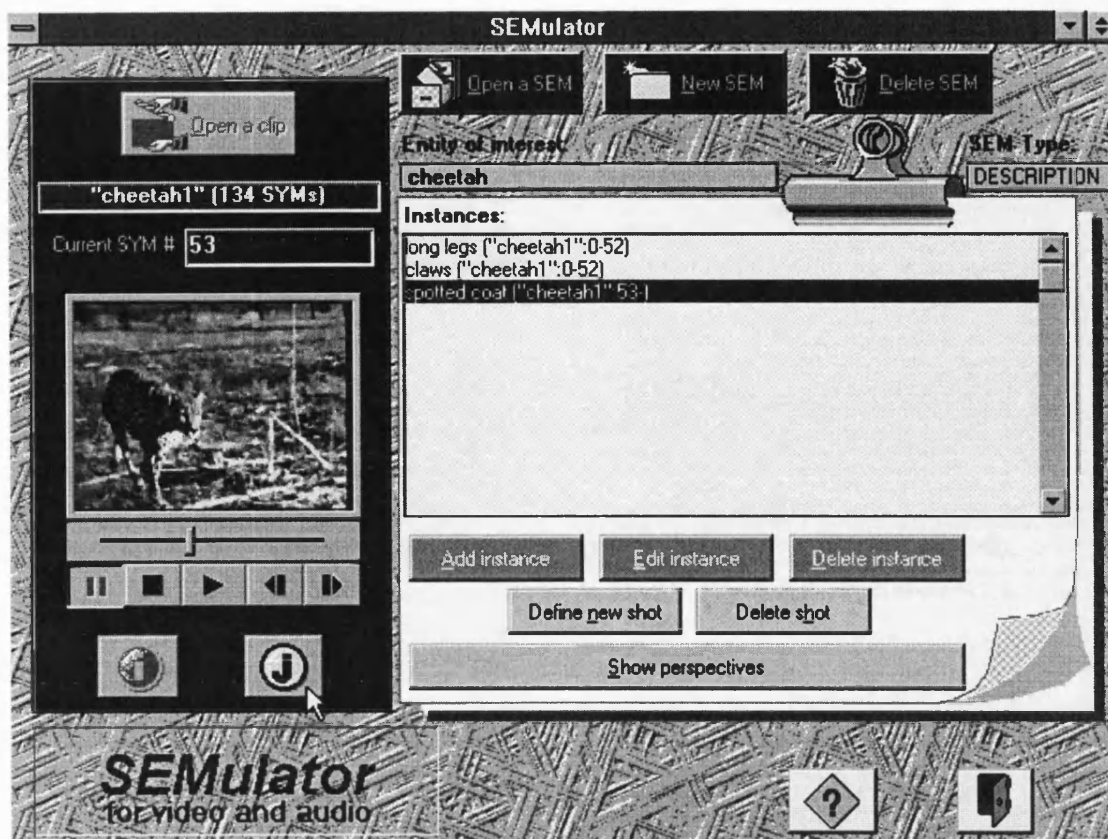 SEMulator
Open a clip
"cheetah1" (134 SYMs)
Current SYM # 53
Open a SEM
New SEM
Delete SEM
Entity of interest:
cheetah
SEM Type:
DESCRIPTION
Instances:
long legs ("cheetah1":0-52)
claws ("cheetah1":0-52)
spotted coat ("cheetah1":53-)
Add instance
Edit instance
Delete instance
Define new shot
Delete shot
Show perspectives
i
J
SEMulator
for video and audio
?